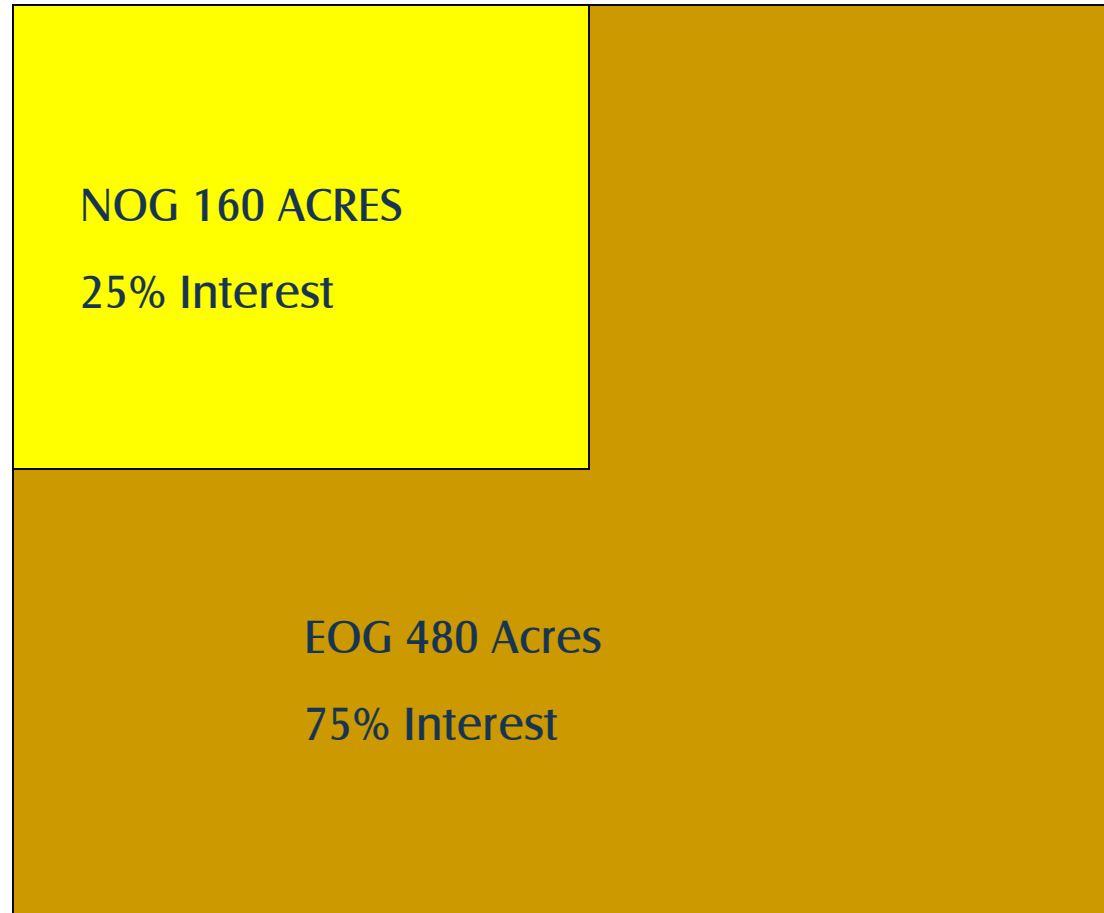 NOG 160 ACRES
25% Interest
EOG 480 Acres
75% Interest